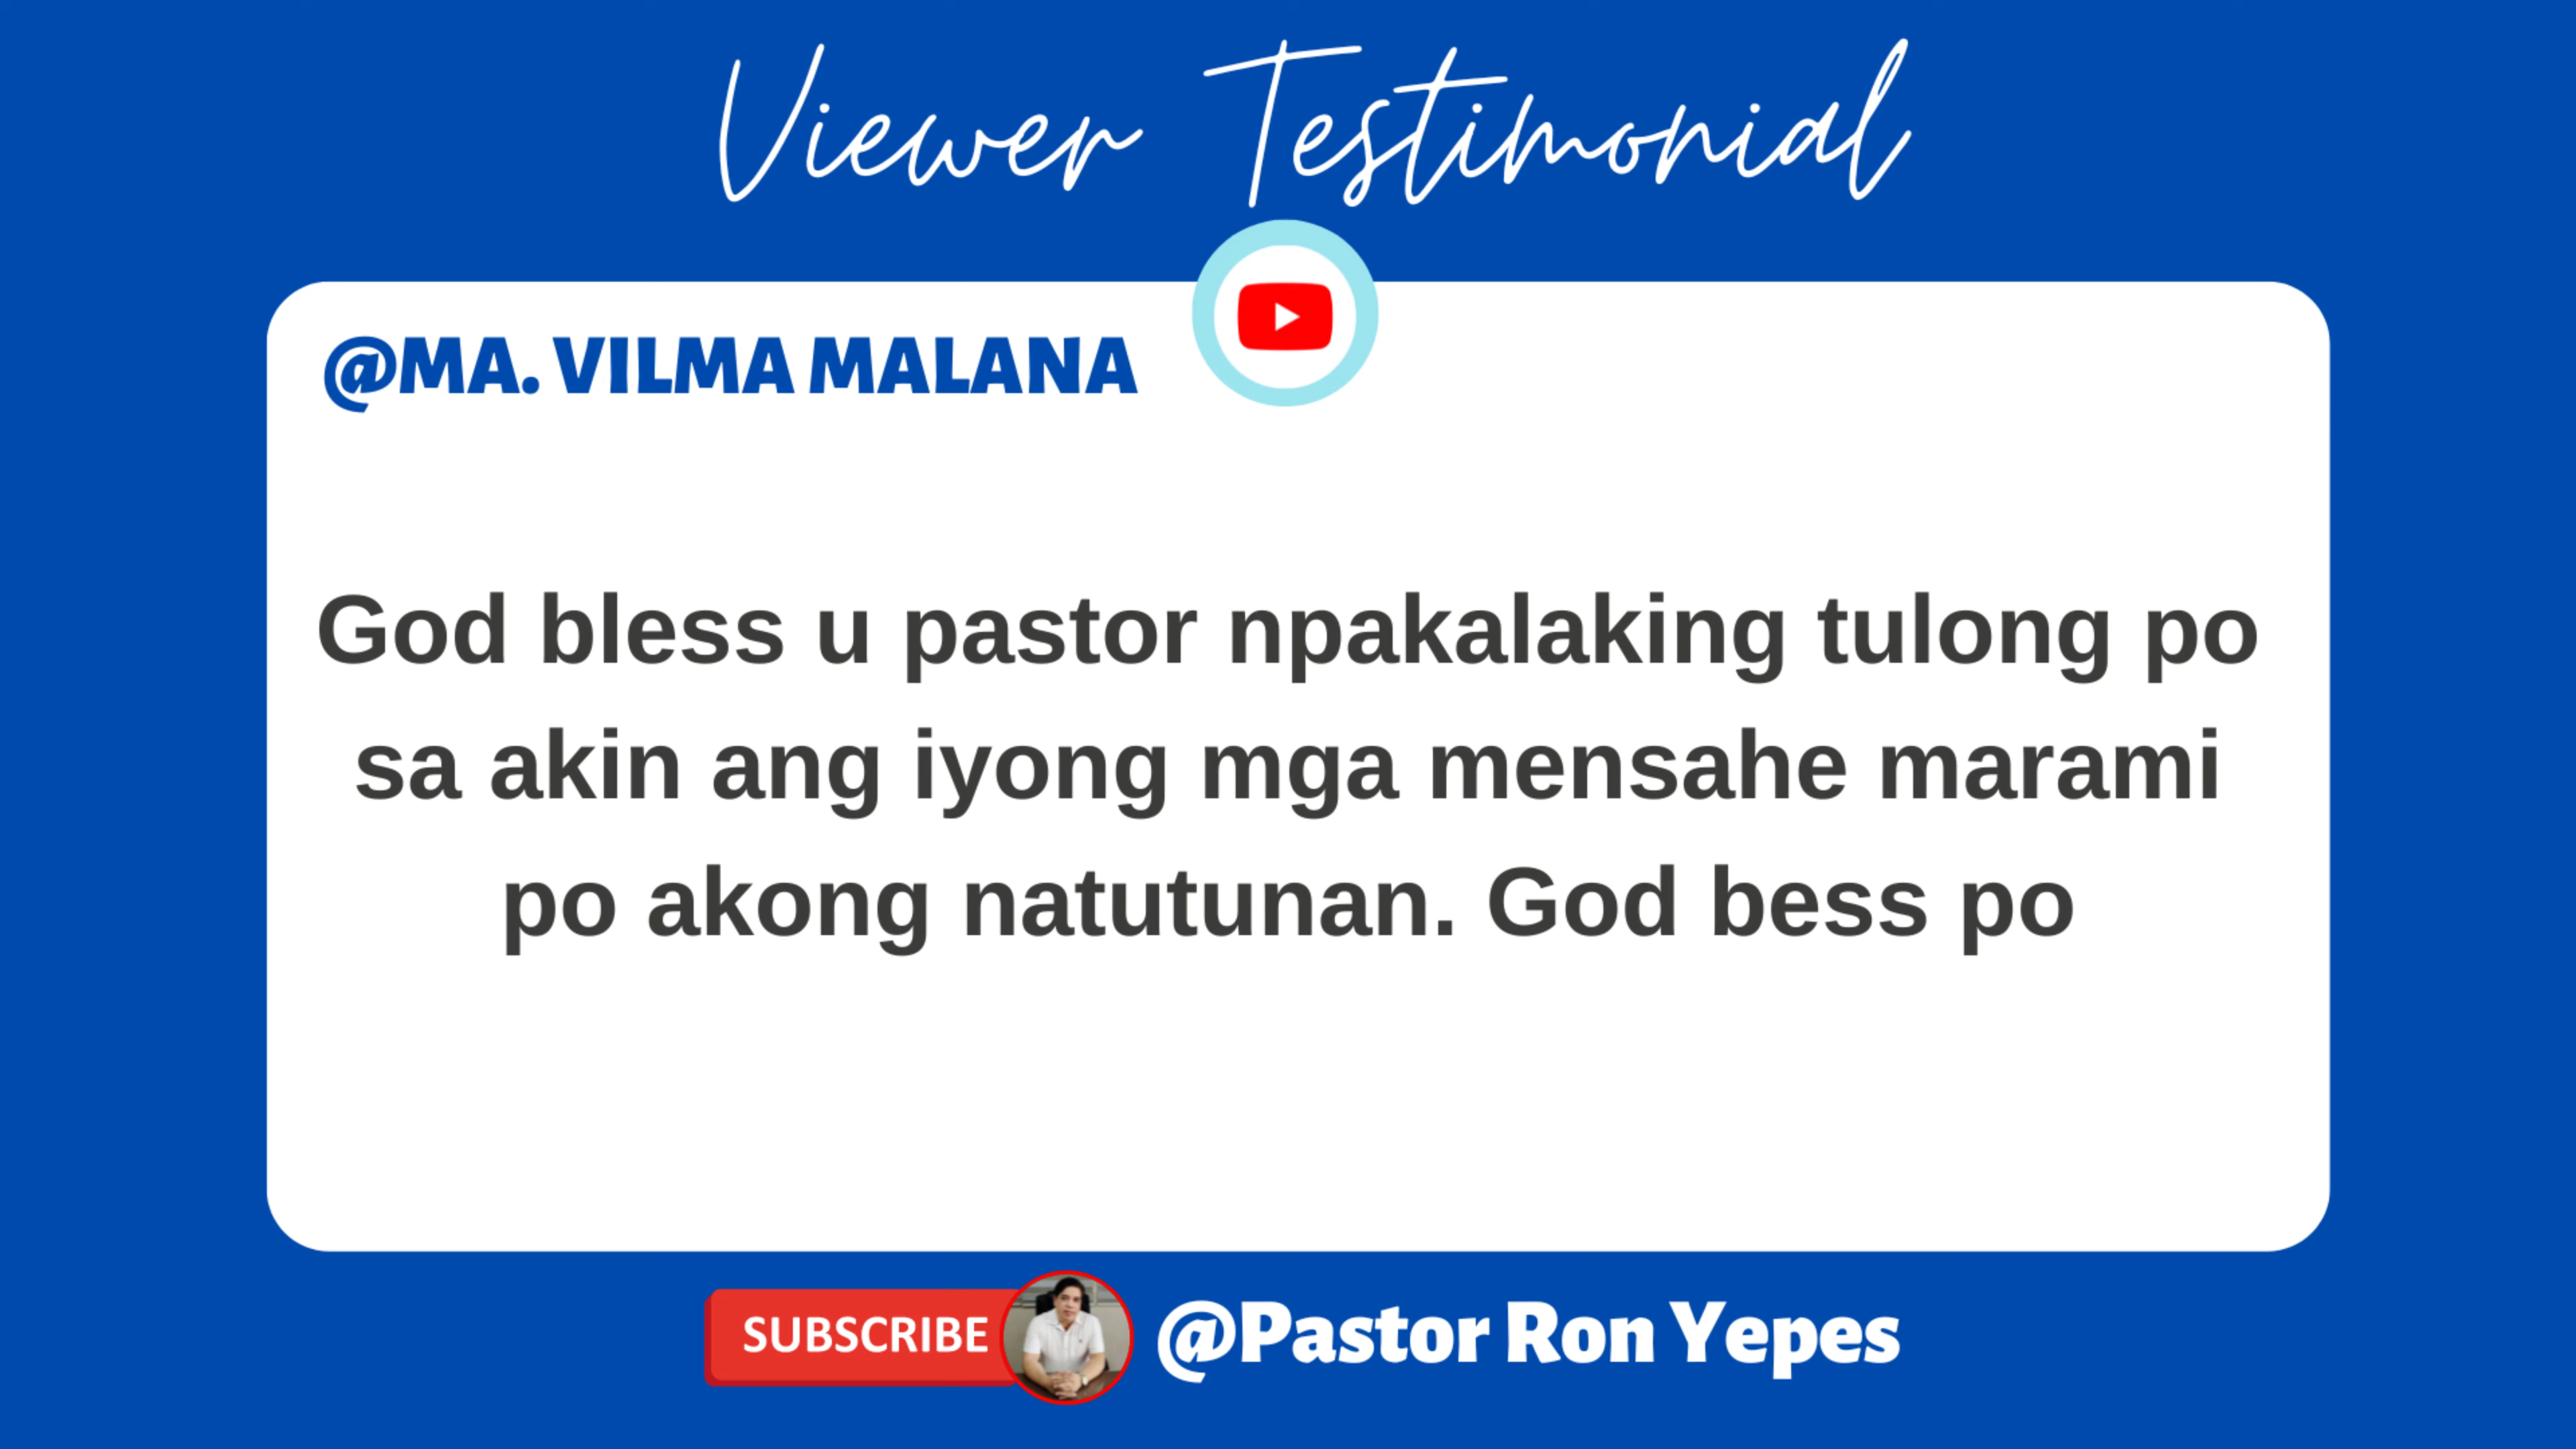 Viewer Testimonial
@MA. VILMA MALANA
God bless u pastor npakalaking tulong po
sa akin ang iyong mga mensahe marami
po akong natutunan. God bess po
SUBSCRIBE
@Pastor Ron Yepes